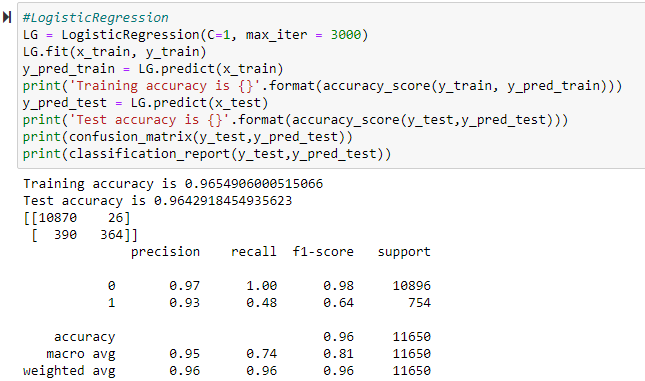 #LogisticRegression
LG = LogisticRegression(C=1, max_iter = 3000)
LG.fit(x_train, y_train)
y_pred_train = LG.predict(x_train)
print('Training accuracy is {}'.format(accuracy_score(y_train, y_pred_train)))
y_pred_test = LG.predict(x_test)
print('Test accuracy is {}'.format(accuracy_score(y_test,y_pred_test)))
print(confusion_matrix(y_test,y_pred_test))
print(classification_report(y_test,y_pred_test))
Training accuracy is 0.9654906000515066
Test accuracy is 0.9642918454935623
[[10870    26]
 [  390   364]]
              precision    recall  f1-score   support
           0       0.97      1.00      0.98     10896
           1       0.93      0.48      0.64       754
    accuracy                           0.96     11650
   macro avg       0.95      0.74      0.81     11650
weighted avg       0.96      0.96      0.96     11650